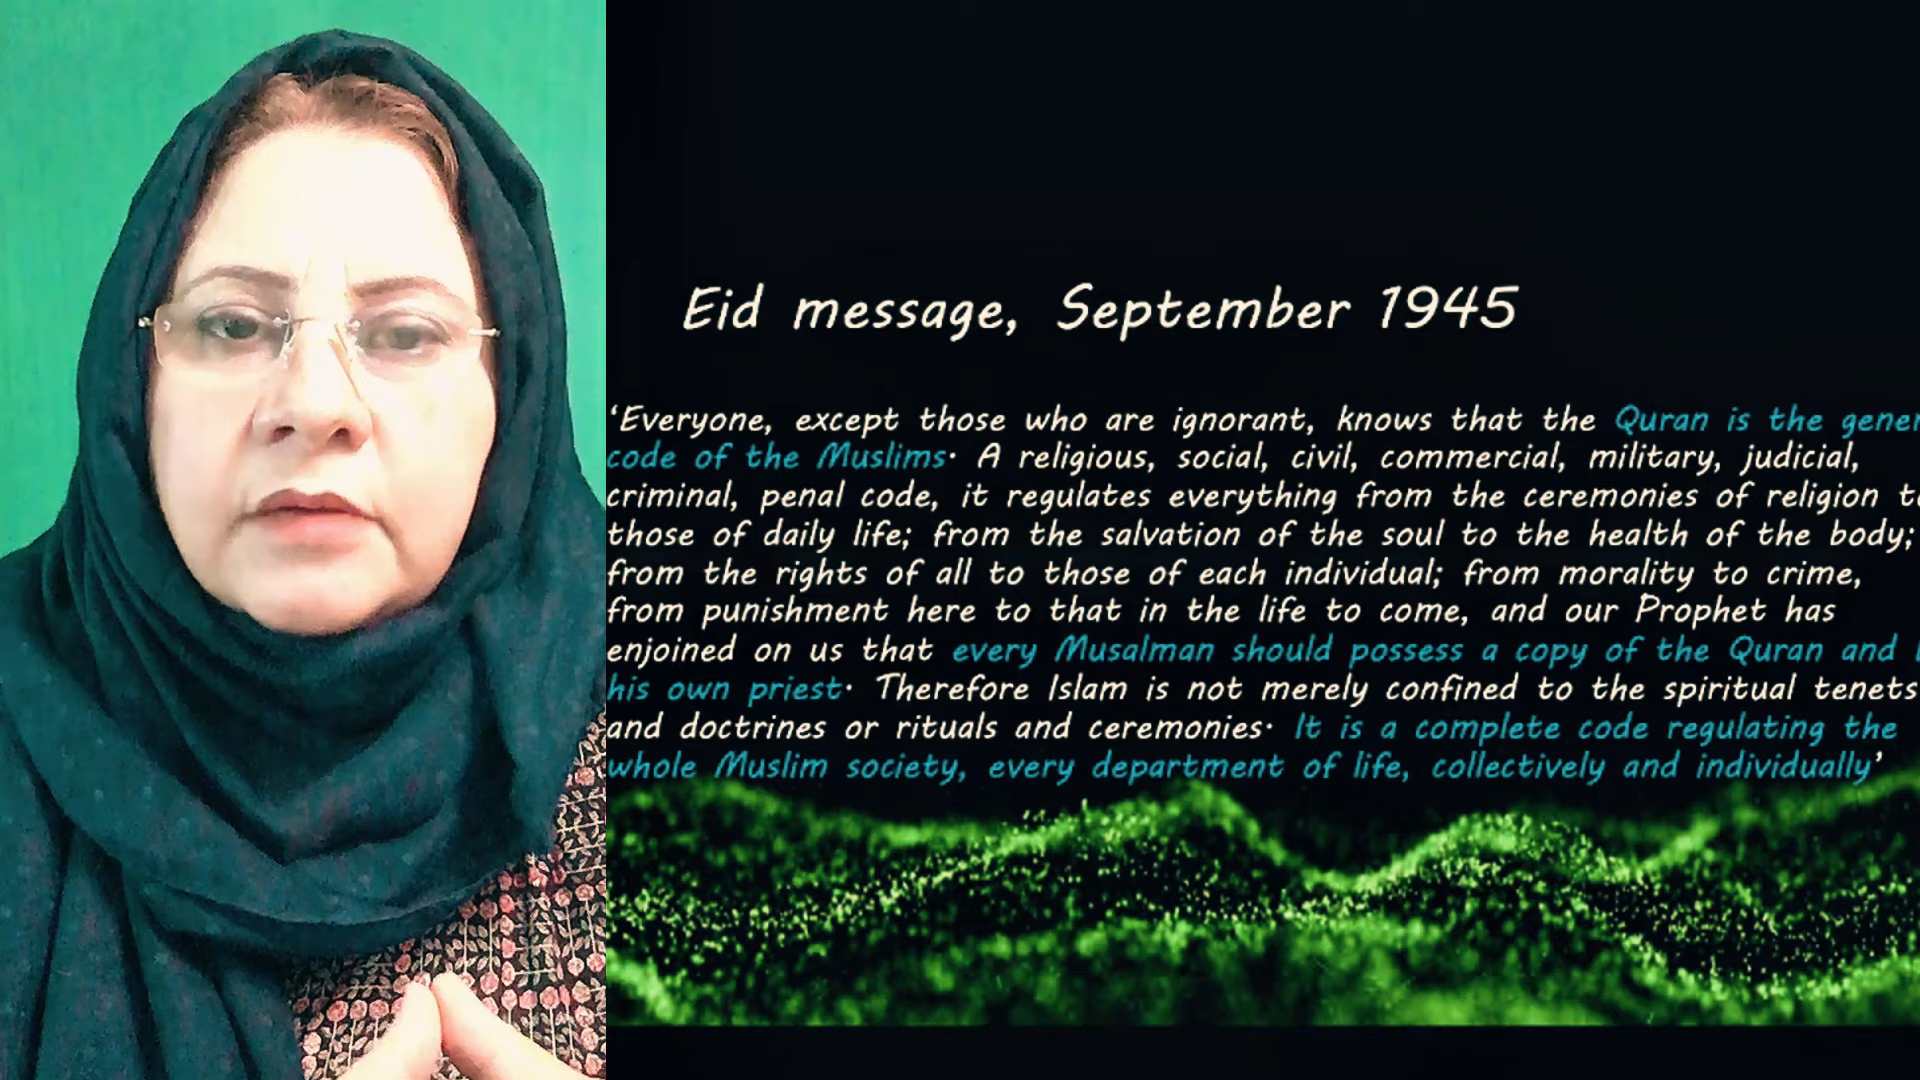 Eid message, September 1945
‘Everyone, except those who are ignorant, knows that the Quran is the gener
code of the Muslims· A religious, social, civil, commercial, military, judicial,
criminal, penal code, it regulates everything from the ceremonies of religion t
those of daily life; from the salvation of the soul to the health of the body;
from the rights of all to those of each individual; from morality to crime,
from punishment here to that in the life to come, and our Prophet has
enjoined on us that every Musalman should possess a copy of the Quran and
his own priest· Therefore Islam is not merely confined to the spiritual tenets
and doctrines or rituals and ceremonies· It is a complete code regulating the
whole Muslim society, every department of life, collectively and individually’